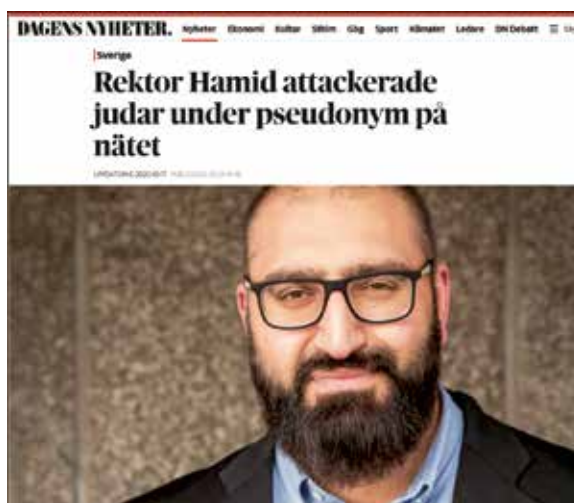 DAGENS NYHETER. Nyheter Ekonomi Kultur Sthlm Gbg Sport Klimatet Ledare DN Debatt
Sverige
Rektor Hamid attackerade
judar under pseudonym på
nätet